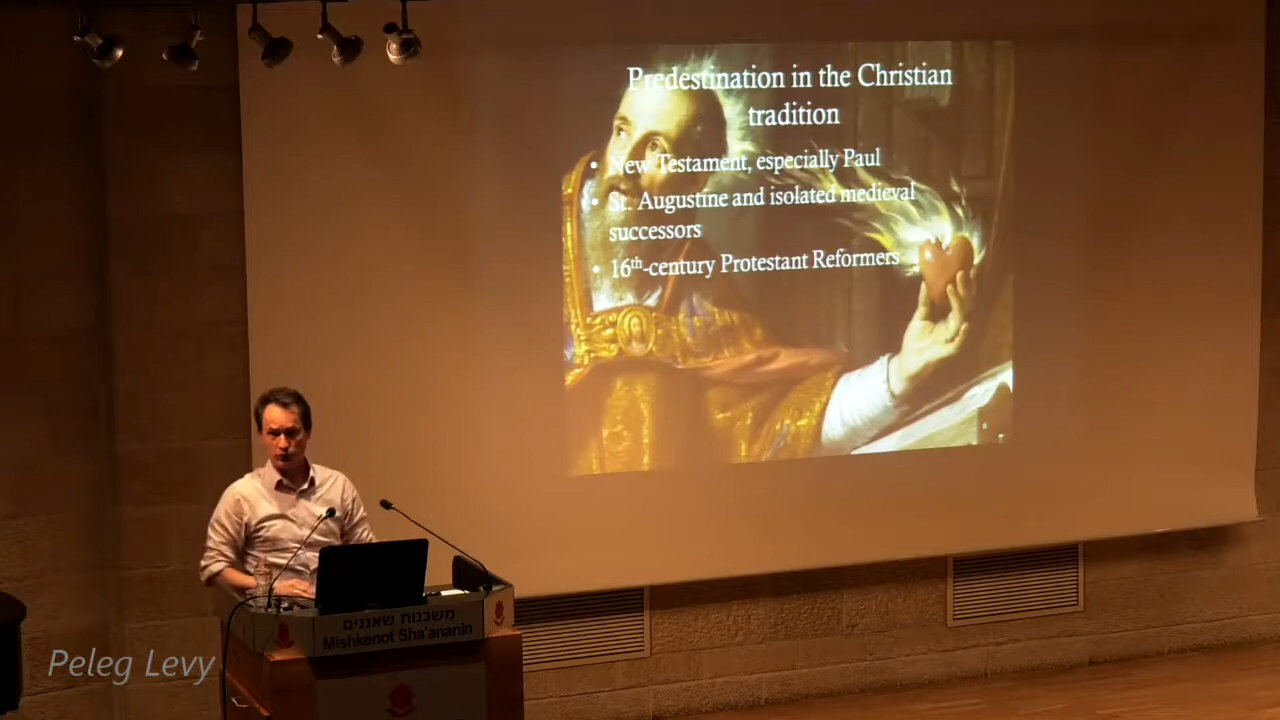 Predestination in the Christian
tradition
• New Testament, especially Paul
• St. Augustine and isolated medieval
successors
• 16th-century Protestant Reformers
משכנות שאננים
Mishkenot Sha'ananin
Peleg Levy